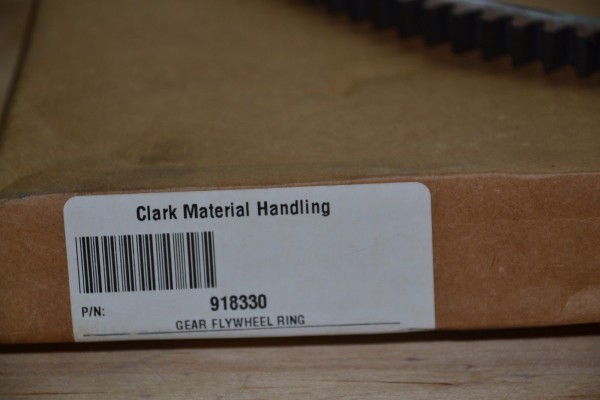 Clark Material Handling
P/N: 918330
GEAR FLYWHEEL RING